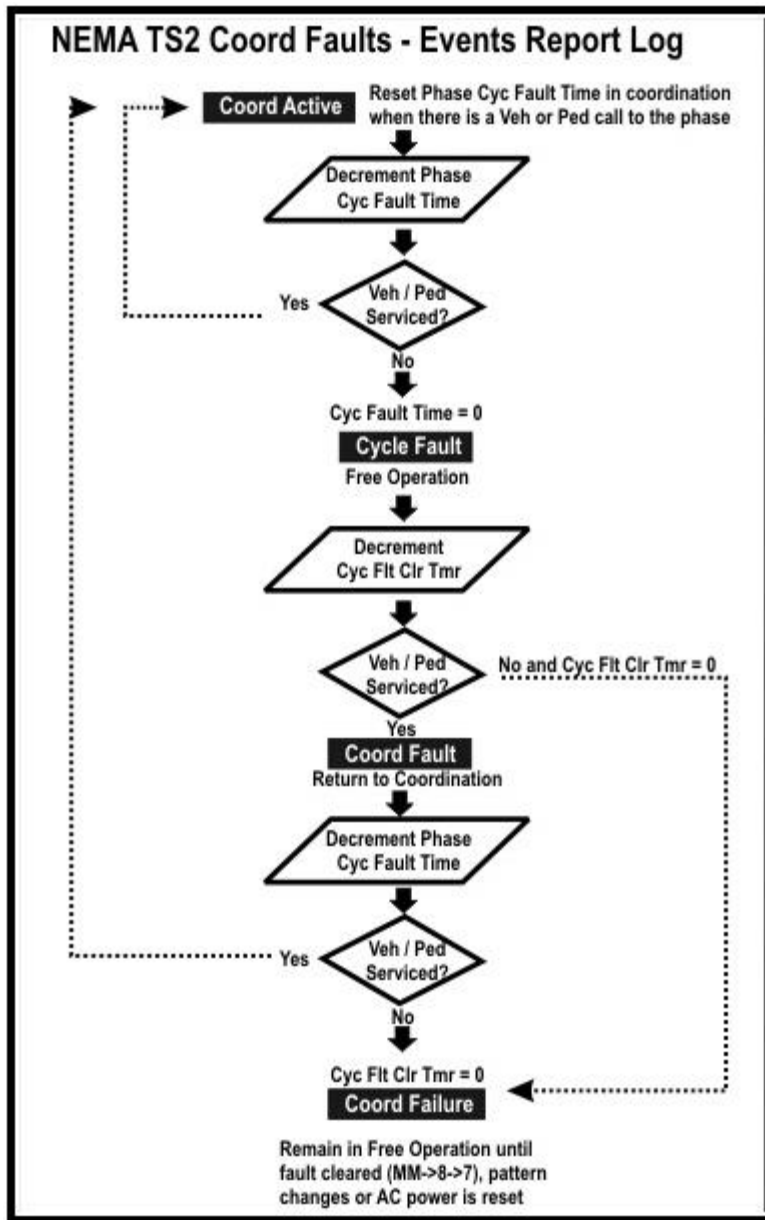 NEMA TS2 Coord Faults - Events Report Log
Coord Active
Reset Phase Cyc Fault Time in coordination
when there is a Veh or Ped call to the phase
Decrement Phase
Cyc Fault Time
Yes
Veh / Ped
Serviced?
No
Cyc Fault Time = 0
Cycle Fault
Free Operation
Decrement
Cyc Flt Clr Tmr
Veh / Ped
Serviced?
No and Cyc Flt Clr Tmr = 0
Yes
Coord Fault
Return to Coordination
Decrement Phase
Cyc Fault Time
Yes
Veh / Ped
Serviced?
No
Cyc Flt Clr Tmr = 0
Coord Failure
Remain in Free Operation until
fault cleared (MM->8->7), pattern
changes or AC power is reset